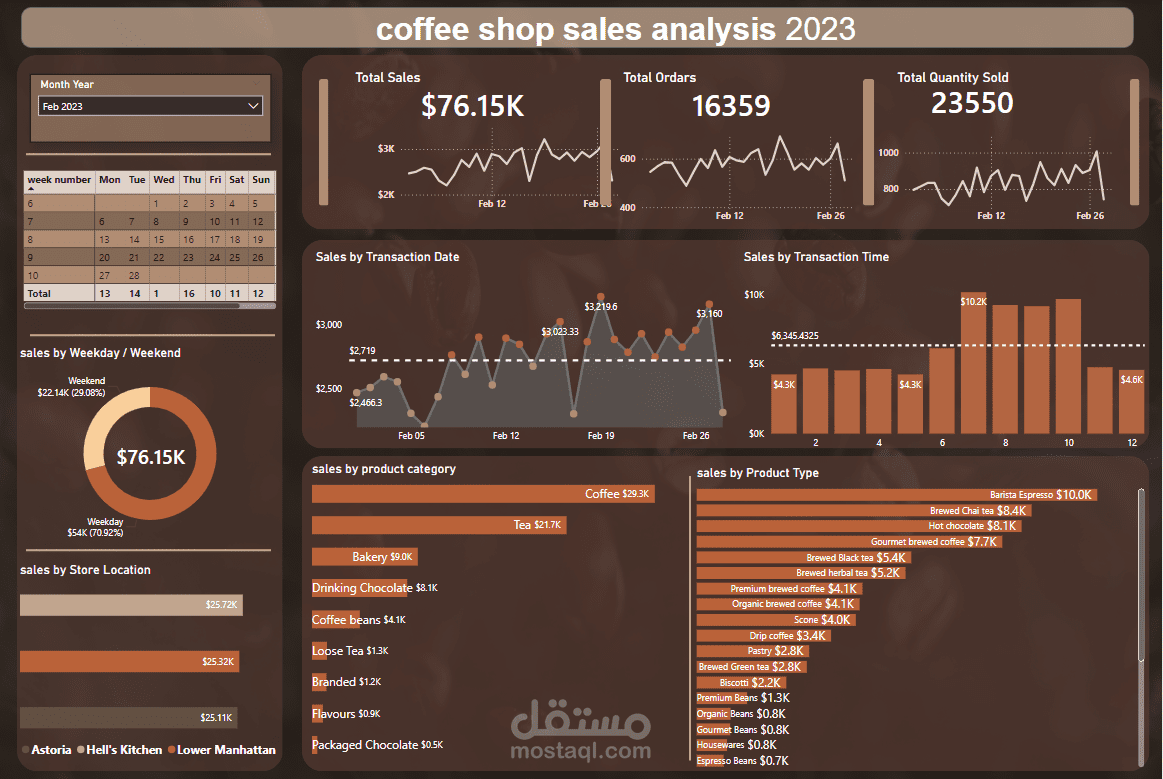 coffee shop sales analysis 2023
Month Year
Feb 2023
week number Mon Tue Wed Thu Fri Sat Sun
6 1 2 3 4 5
7 6 7 8 9 10 11 12
8 13 14 15 16 17 18 19
9 20 21 22 23 24 25 26
10 27 28
Total 13 14 1 16 10 11 12
sales by Weekday / Weekend
Weekend
$22.14K (29.08%)
$76.15K
Weekday
$54K (70.92%)
sales by Store Location
$25.72K
$25.32K
$25.11K
Astoria Hell's Kitchen Lower Manhattan
Total Sales
$76.15K
$3K
$2K
Feb 12
Feb
Total Ordars
16359
600
400
Feb 12
Feb 26
Total Quantity Sold
23550
1000
800
Feb 12
Feb 26
Sales by Transaction Date
$3,000
$2,719
$2,500
$2,466.3
$3,023.33
$3,219.6
$3,160
Feb 05
Feb 12
Feb 19
Feb 26
Sales by Transaction Time
$10K
$6,345.4325
$5K
$0K
$4.3K
$4.3K
$10.2K
$4.6K
2 4 6 8 10 12
sales by product category
Coffee $29.3K
Tea $21.7K
Bakery $9.0K
Drinking Chocolate $8.1K
Coffee beans $4.1K
Loose Tea $1.3K
Branded $1.2K
Flavours $0.9K
Packaged Chocolate $0.5K
sales by Product Type
Barista Espresso $10.0K
Brewed Chai tea $8.4K
Hot chocolate $8.1K
Gourmet brewed coffee $7.7K
Brewed Black tea $5.4K
Brewed herbal tea $5.2K
Premium brewed coffee $4.1K
Organic brewed coffee $4.1K
Scone $4.0K
Drip coffee $3.4K
Pastry $2.8K
Brewed Green tea $2.8K
Biscotti $2.2K
Premium Beans $1.3K
Organic Beans $0.8K
Gourmet Beans $0.8K
Housewares $0.8K
Espresso Beans $0.7K
مستقل
mostaql.com